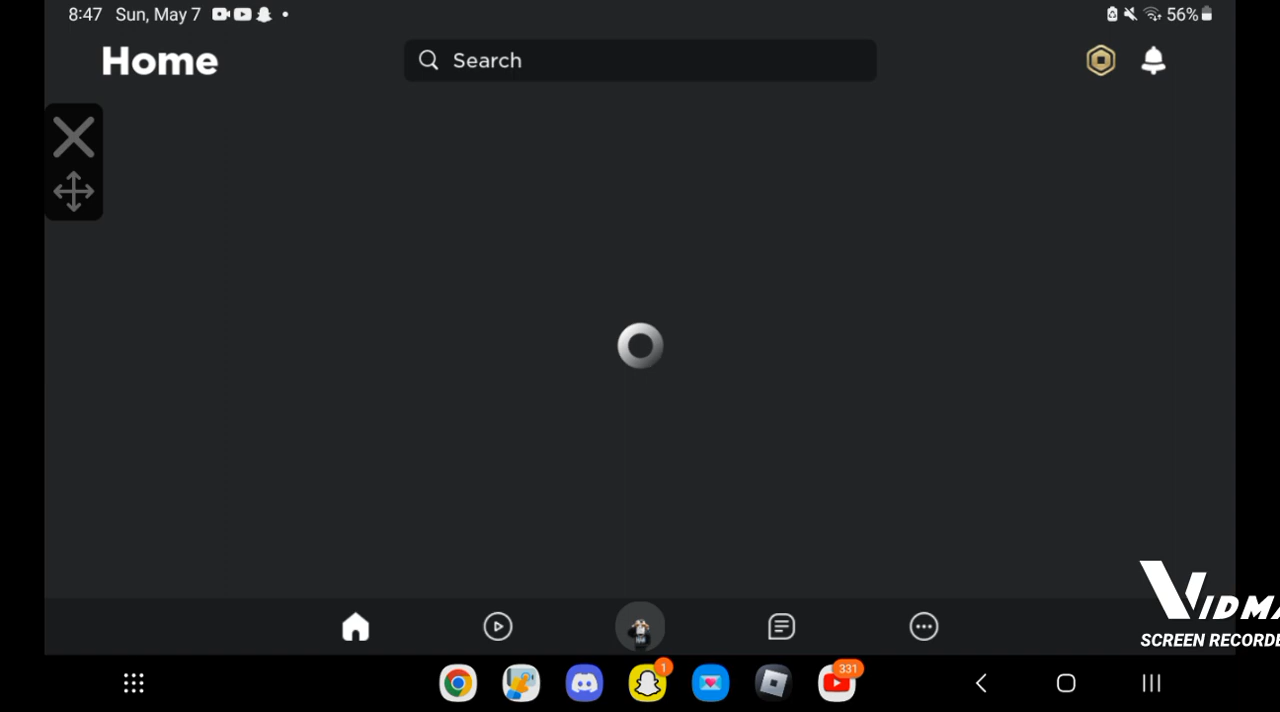 8:47 Sun, May 7
56%
Home
Search
VIDMA
SCREEN RECORDE
1
331